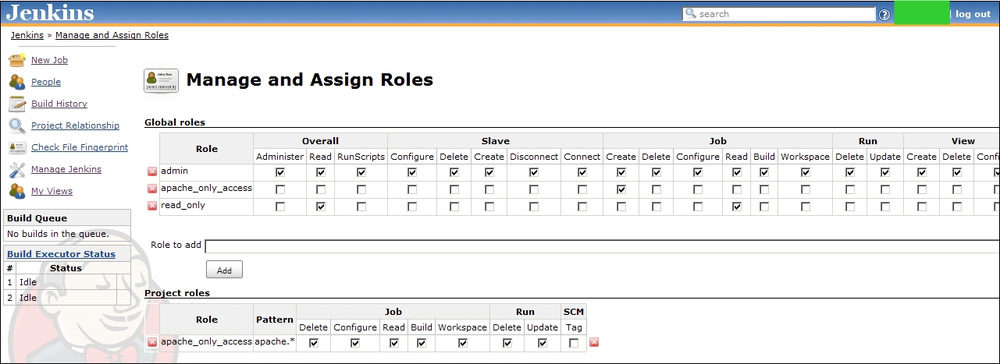 Jenkins
search
? | log out
Jenkins » Manage and Assign Roles
New Job
People
Build History
Project Relationship
Check File Fingerprint
Manage Jenkins
My Views
Build Queue
No builds in the queue.
Build Executor Status
# Status
1 Idle
2 Idle
Manage and Assign Roles
Global roles
Role Overall Slave Job Run View
Administer Read RunScripts Configure Delete Create Disconnect Connect Create Delete Configure Read Build Workspace Delete Update Create Delete Confi
admin
apache_only_access
read_only
Role to add
Add
Project roles
Role Pattern Job Run SCM
Delete Configure Read Build Workspace Delete Update Tag
apache_only_access apache.*